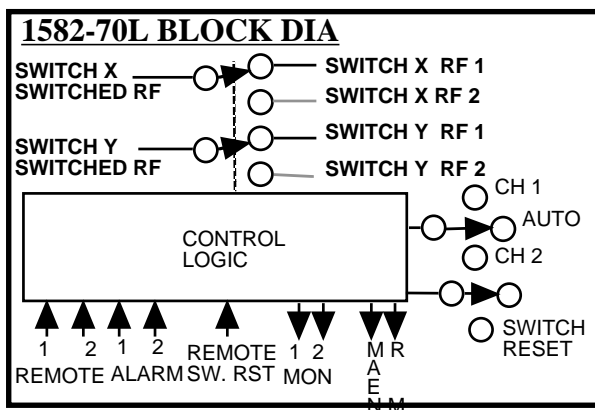 1582-70L BLOCK DIA
SWITCH X
SWITCHED RF
SWITCH X RF 1
SWITCH X RF 2
SWITCH Y
SWITCHED RF
SWITCH Y RF 1
SWITCH Y RF 2
CONTROL
LOGIC
CH 1
AUTO
CH 2
SWITCH
RESET
1 2 1 2
REMOTE ALARM
REMOTE
SW. RST
1 2
MON
M R
A
E
N M